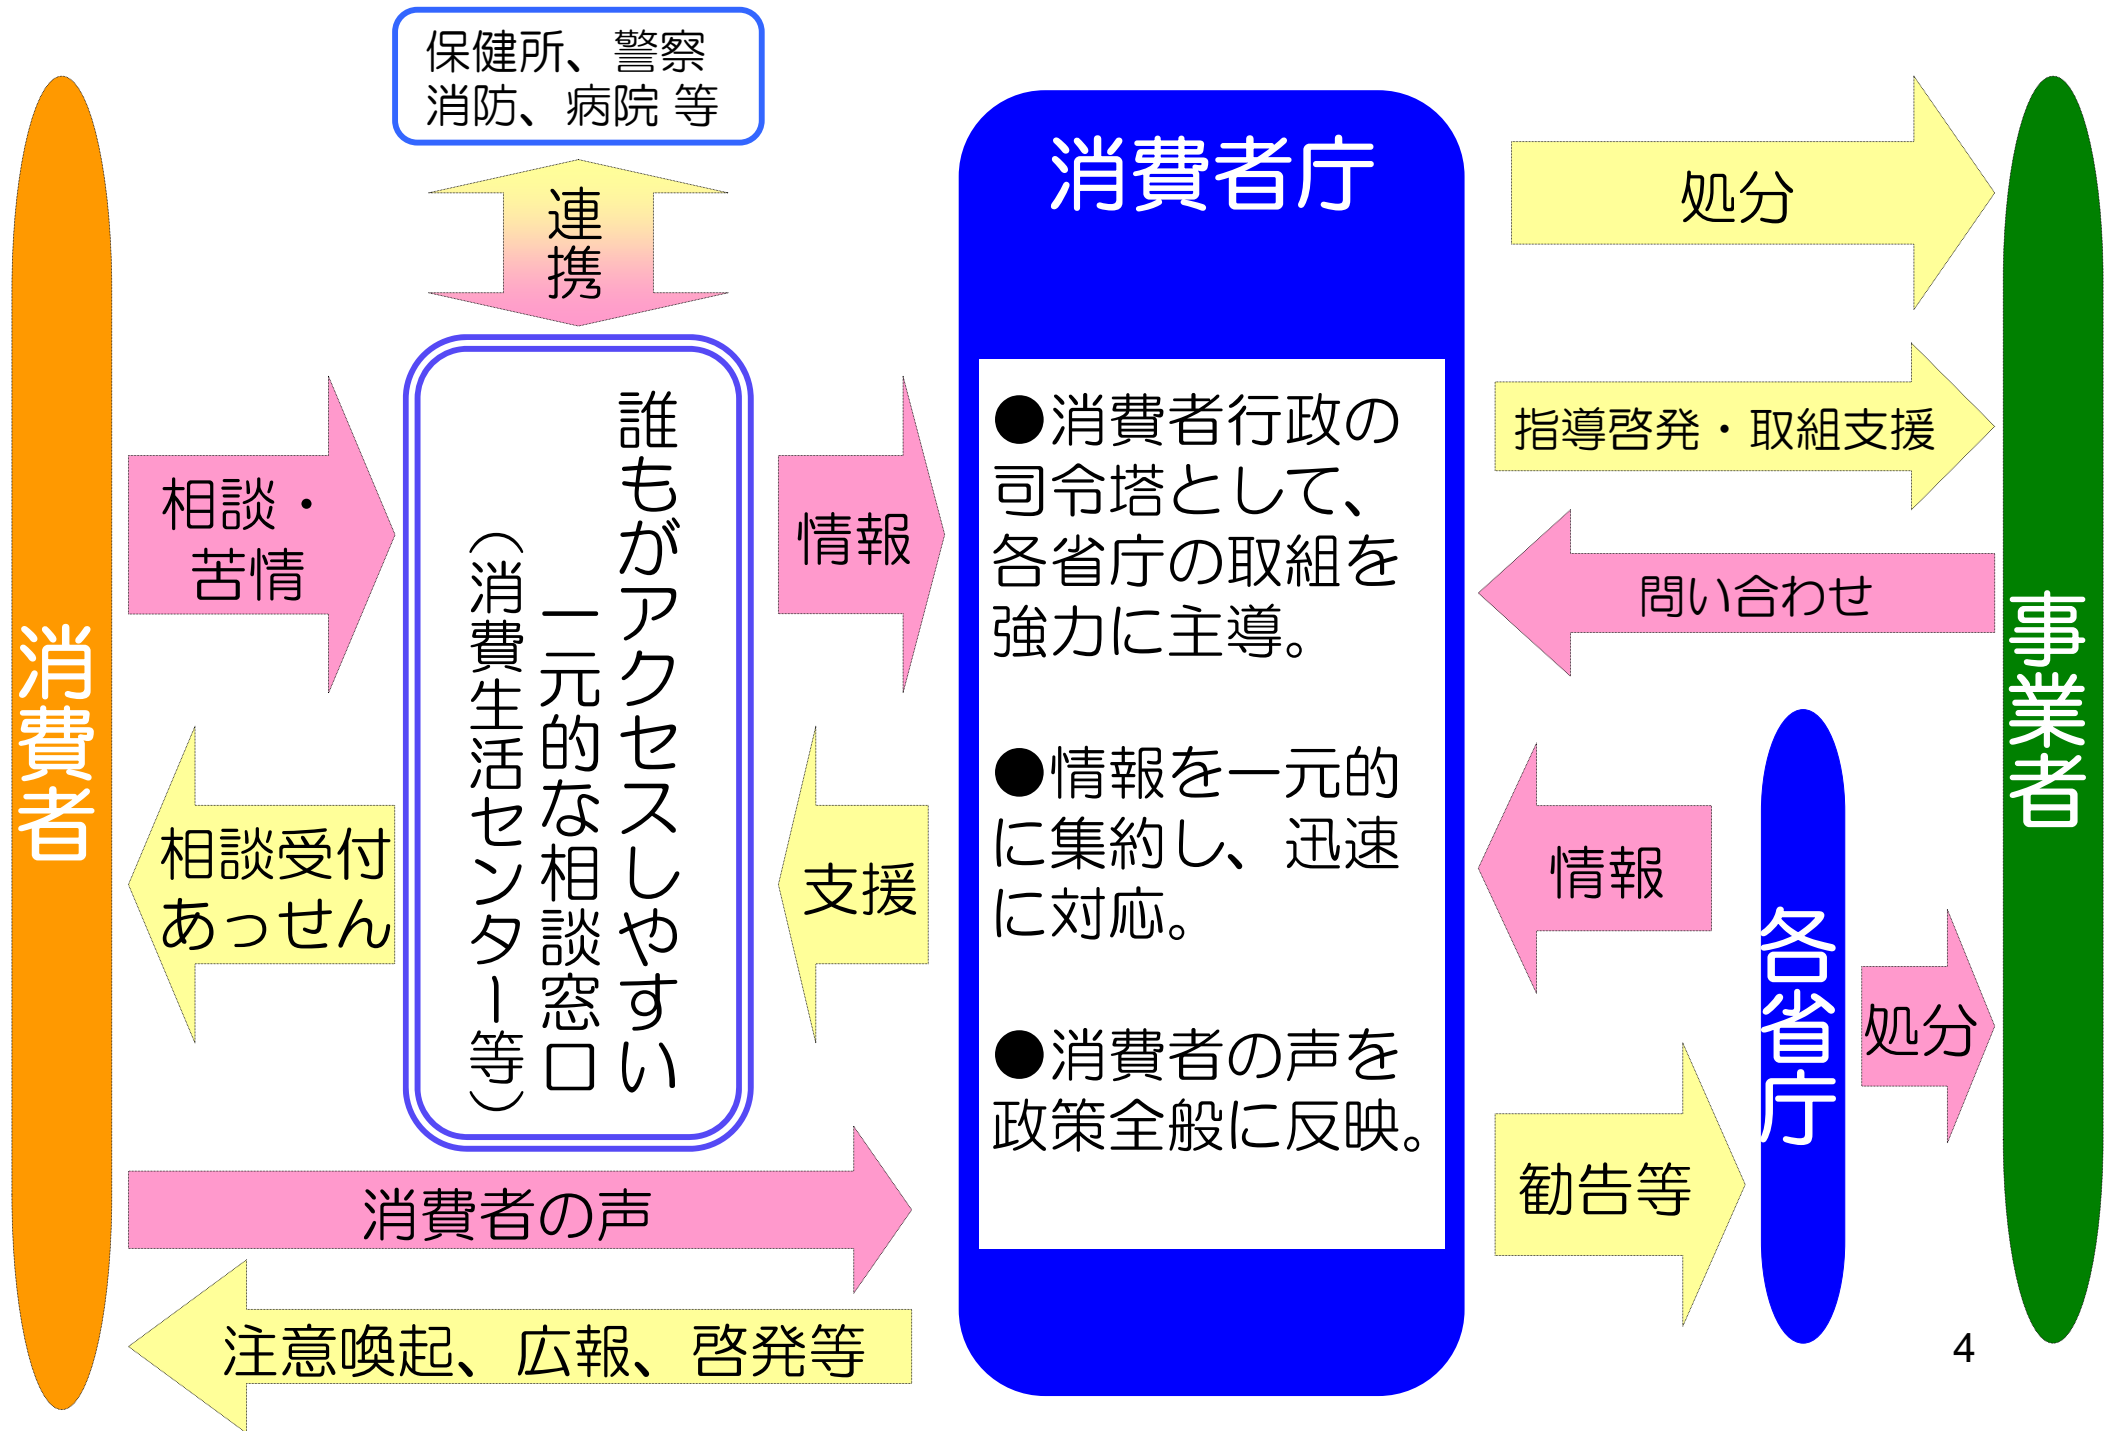 保健所、警察
消防、病院 等
連携
消費者
相談・
苦情
相談受付
あっせん
誰もがアクセスしやすい
一元的な相談窓口
（消費生活センター等）
情報
支援
消費者の声
注意喚起、広報、啓発等
消費者庁
●消費者行政の
司令塔として、
各省庁の取組を
強力に主導。
●情報を一元的
に集約し、迅速
に対応。
●消費者の声を
政策全般に反映。
処分
指導啓発・取組支援
問い合わせ
情報
勧告等
各省庁
処分
事業者
4